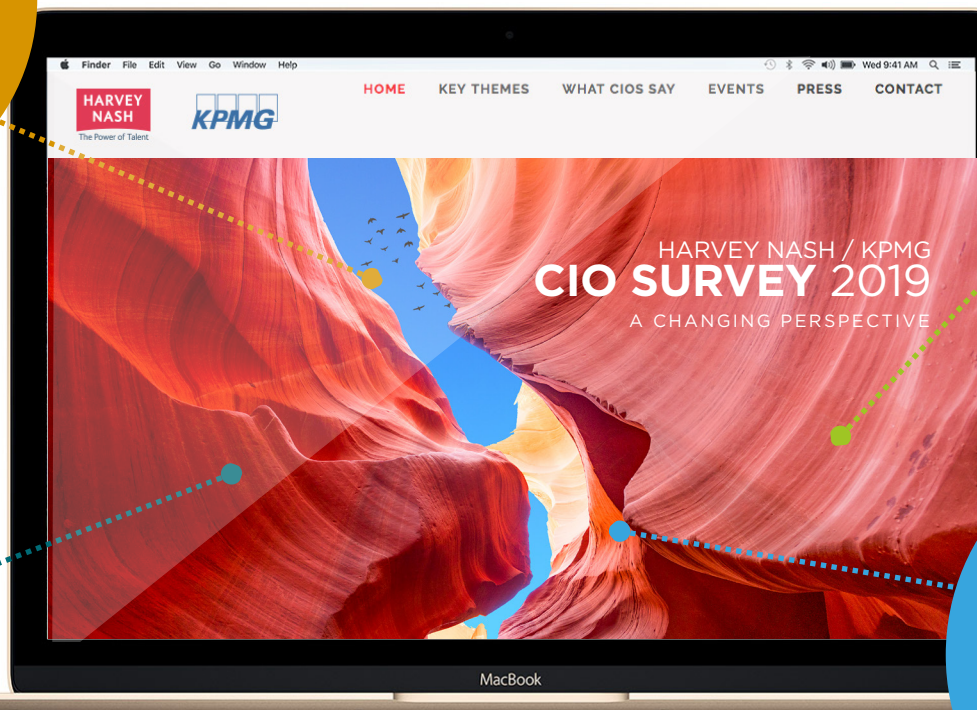 Finder File Edit View Go Window Help
Wed 9:41 AM
HARVEY
NASH
The Power of Talent
KPMG
HOME KEY THEMES WHAT CIOS SAY EVENTS PRESS CONTACT
HARVEY NASH / KPMG
CIO SURVEY 2019
A CHANGING PERSPECTIVE
MacBook